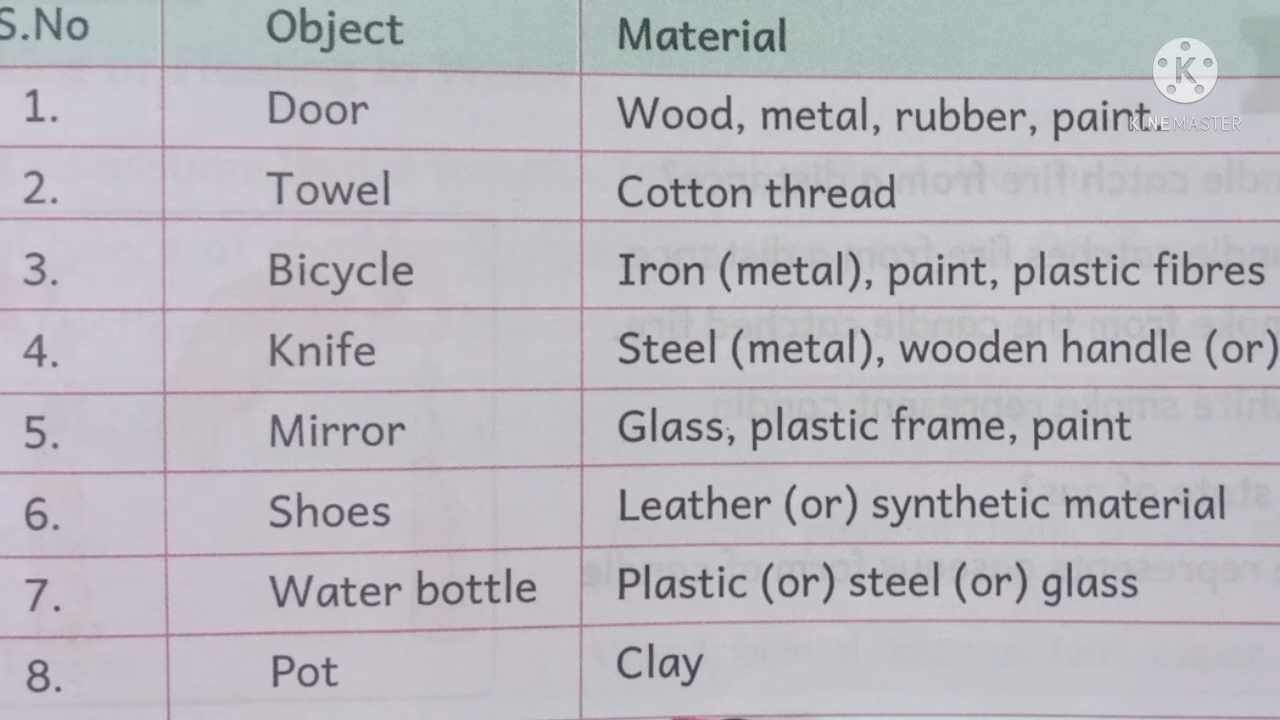 S.No Object Material
1. Door Wood, metal, rubber, paint.
2. Towel Cotton thread
3. Bicycle Iron (metal), paint, plastic fibres
4. Knife Steel (metal), wooden handle (or)
5. Mirror Glass, plastic frame, paint
6. Shoes Leather (or) synthetic material
7. Water bottle Plastic (or) steel (or) glass
8. Pot Clay
K
KINEMASTER